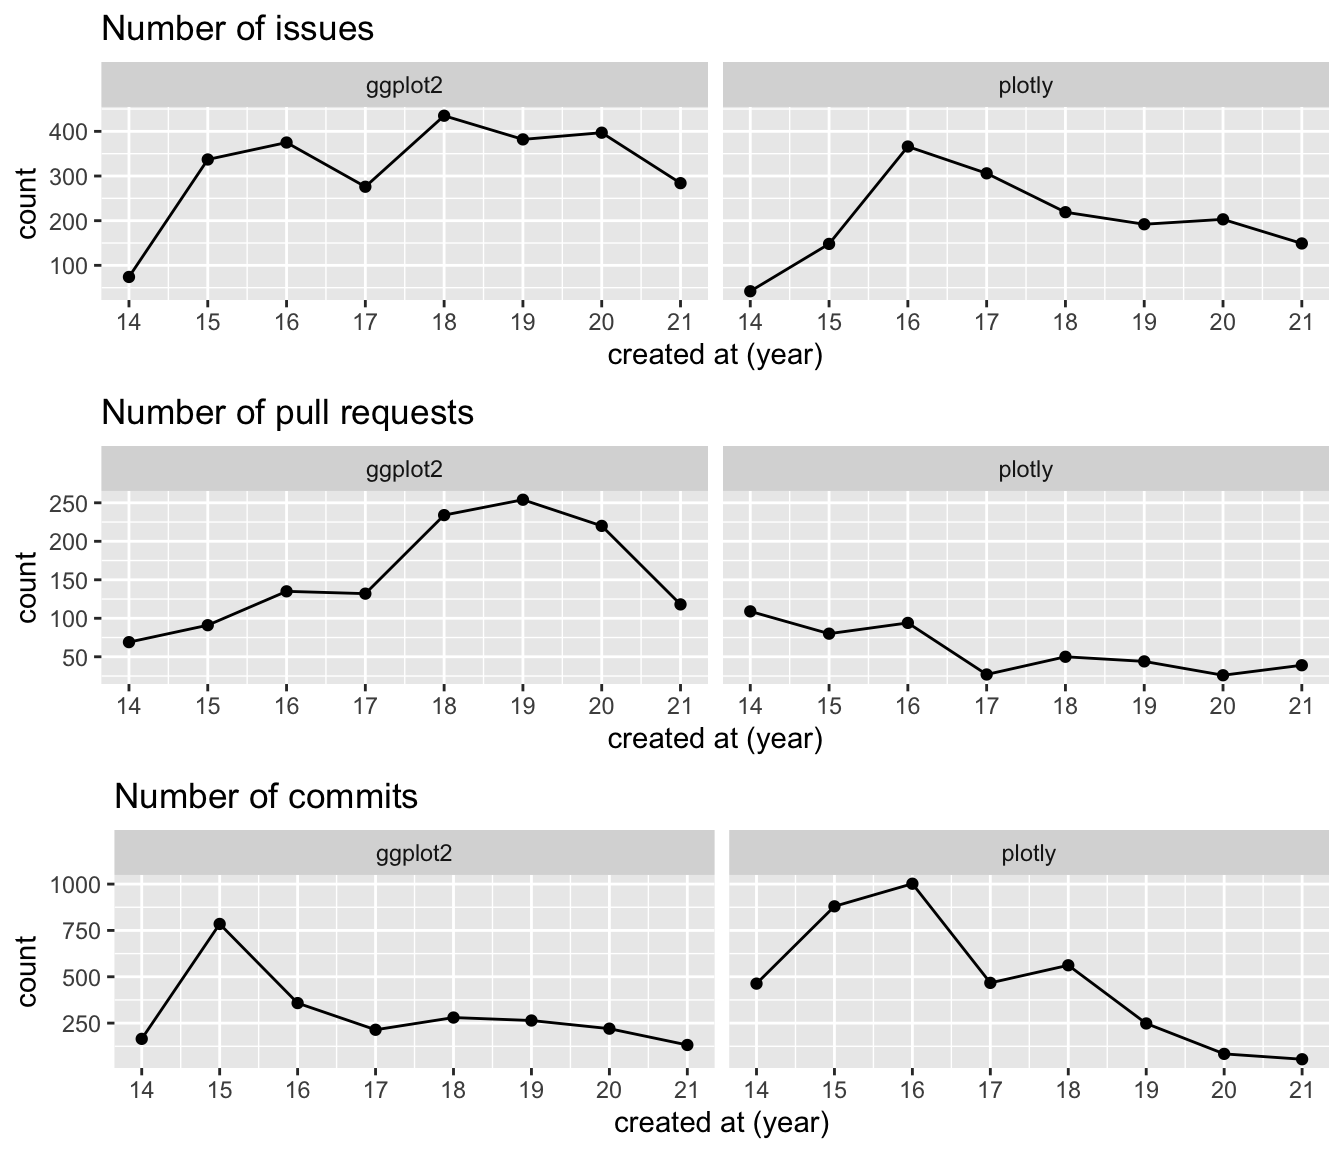 Number of issues
ggplot2 plotly
400
300
200
100
count
14 15 16 17 18 19 20 21 14 15 16 17 18 19 20 21
created at (year)
Number of pull requests
ggplot2 plotly
250
200
150
100
50
count
14 15 16 17 18 19 20 21 14 15 16 17 18 19 20 21
created at (year)
Number of commits
ggplot2 plotly
1000
750
500
250
count
14 15 16 17 18 19 20 21 14 15 16 17 18 19 20 21
created at (year)